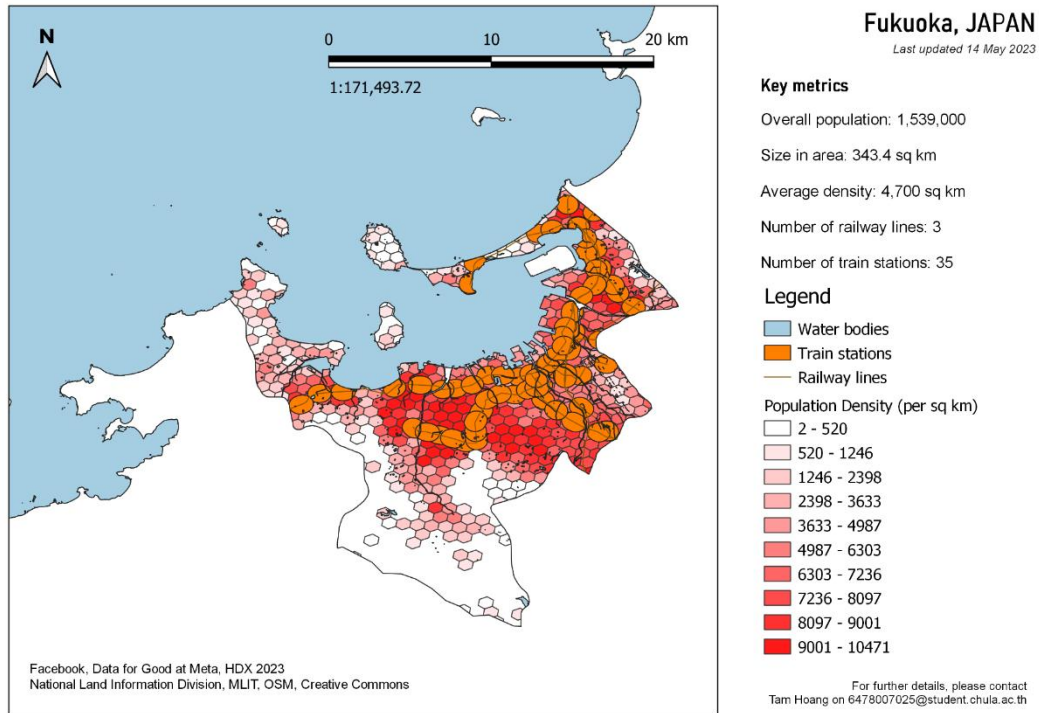 N
0 10 20 km
1:171,493.72
Facebook, Data for Good at Meta, HDX 2023
National Land Information Division, MLIT, OSM, Creative Commons
Fukuoka, JAPAN
Last updated 14 May 2023
Key metrics
Overall population: 1,539,000
Size in area: 343.4 sq km
Average density: 4,700 sq km
Number of railway lines: 3
Number of train stations: 35
Legend
Water bodies
Train stations
Railway lines
Population Density (per sq km)
2 - 520
520 - 1246
1246 - 2398
2398 - 3633
3633 - 4987
4987 - 6303
6303 - 7236
7236 - 8097
8097 - 9001
9001 - 10471
For further details, please contact
Tam Hoang on 6478007025@student.chula.ac.th